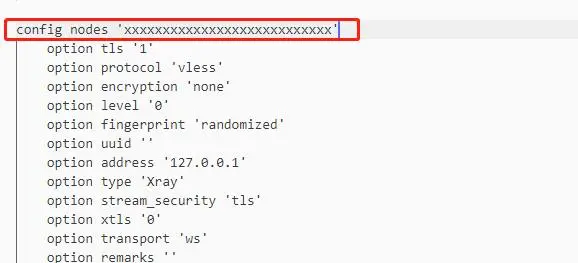 config nodes 'xxxxxxxxxxxxxxxxxxxxxxxxxxx'
option tls '1'
option protocol 'vless'
option encryption 'none'
option level '0'
option fingerprint 'randomized'
option uuid ''
option address '127.0.0.1'
option type 'Xray'
option stream_security 'tls'
option xtls '0'
option transport 'ws'
option remarks ''